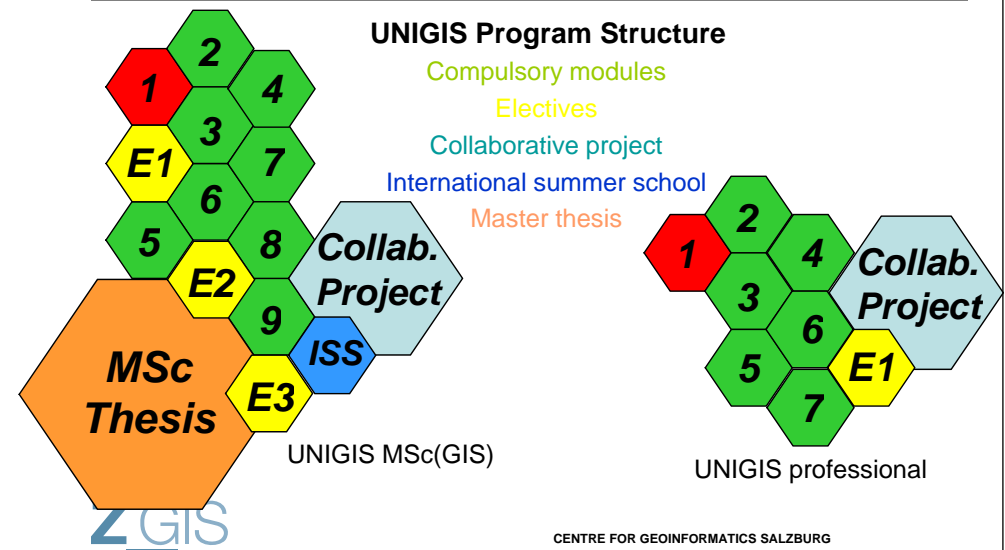 UNIGIS Program Structure
Compulsory modules
Electives
Collaborative project
International summer school
Master thesis
2
1
4
3
E1
7
6
5
8
Collab.
Project
E2
9
ISS
MSc
Thesis
E3
UNIGIS MSc(GIS)
2
1
4
Collab.
Project
3
6
5
E1
7
UNIGIS professional
Z GIS
CENTRE FOR GEOINFORMATICS SALZBURG